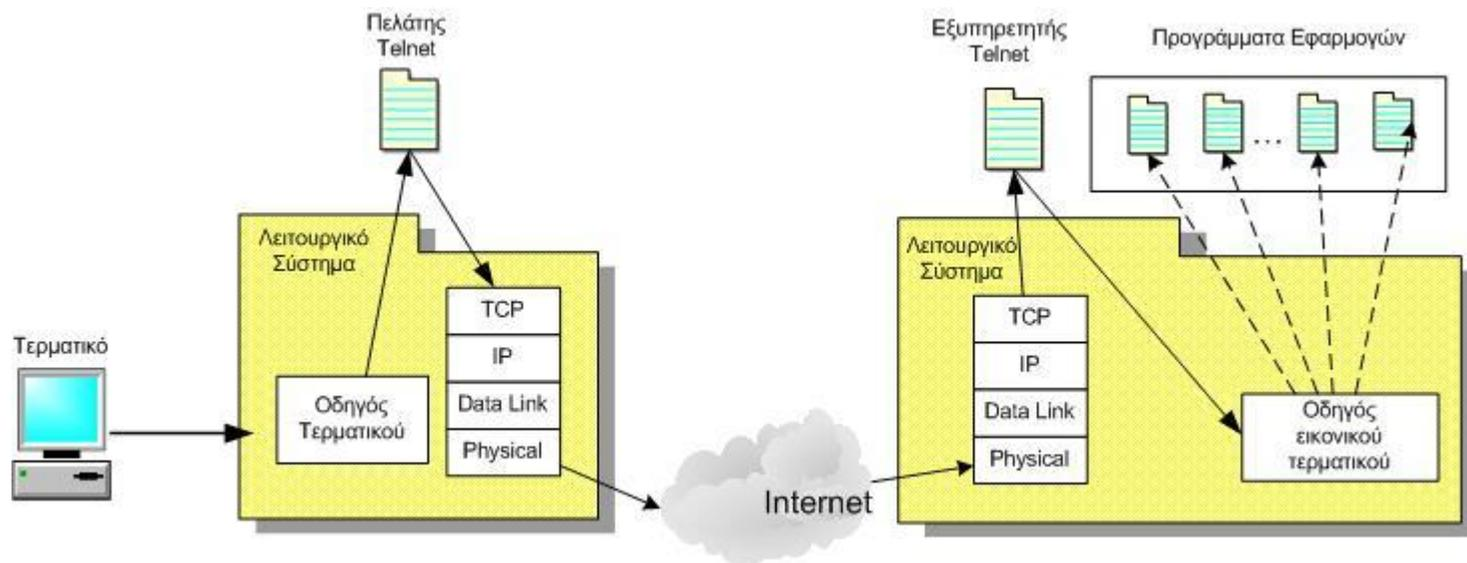 Πελάτης
Telnet
Εξυπηρετητής
Telnet
Προγράμματα Εφαρμογών
...
Λειτουργικό
Σύστημα
TCP
IP
Data Link
Physical
Τερματικό
Οδηγός
Τερματικού
Internet
Λειτουργικό
Σύστημα
TCP
IP
Data Link
Physical
Οδηγός
εικονικού
τερματικού